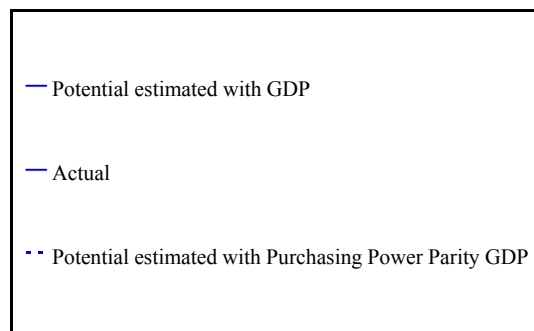 Potential estimated with GDP
Actual
Potential estimated with Purchasing Power Parity GDP